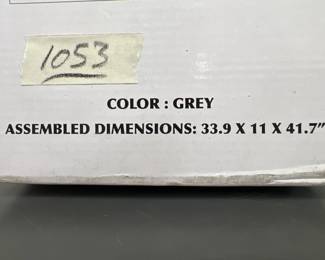 1053
COLOR : GREY
ASSEMBLED DIMENSIONS: 33.9 X 11 X 41.7"